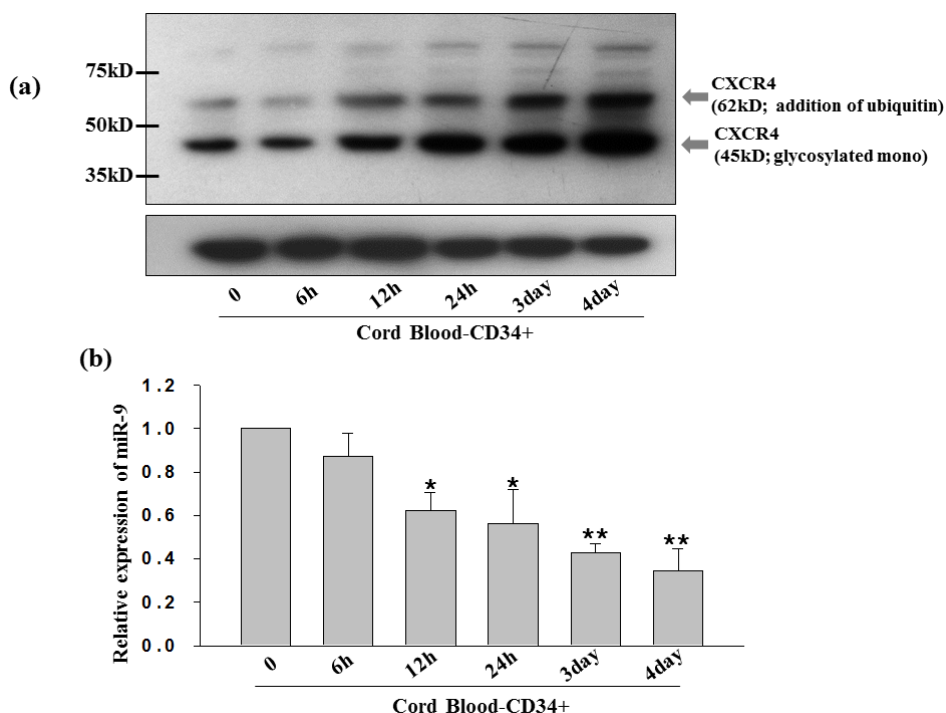 (a)
75kD
50kD
35kD
CXCR4
(62kD; addition of ubiquitin)
CXCR4
(45kD; glycosylated mono)
0 6h 12h 24h 3day 4day
Cord Blood-CD34+
(b)
Relative expression of miR-9
1.2
1.0
0.8
0.6
0.4
0.2
0.0
* * ** **
0 6h 12h 24h 3day 4day
Cord Blood-CD34+